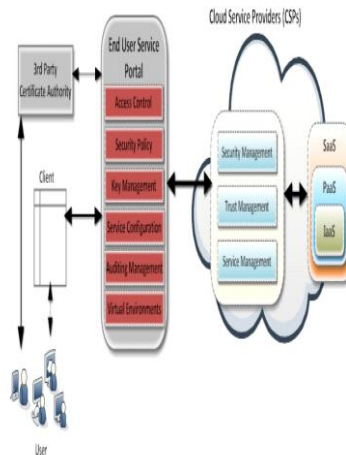 Cloud Service Providers (CSPs)
End User Service
Portal
3rd Party
Certificate Authority
Access Control
Security Policy
Key Management
Service Configuration
Auditing Management
Virtual Environments
Client
User
Security Management
Trust Management
Service Management
SaaS
PaaS
IaaS